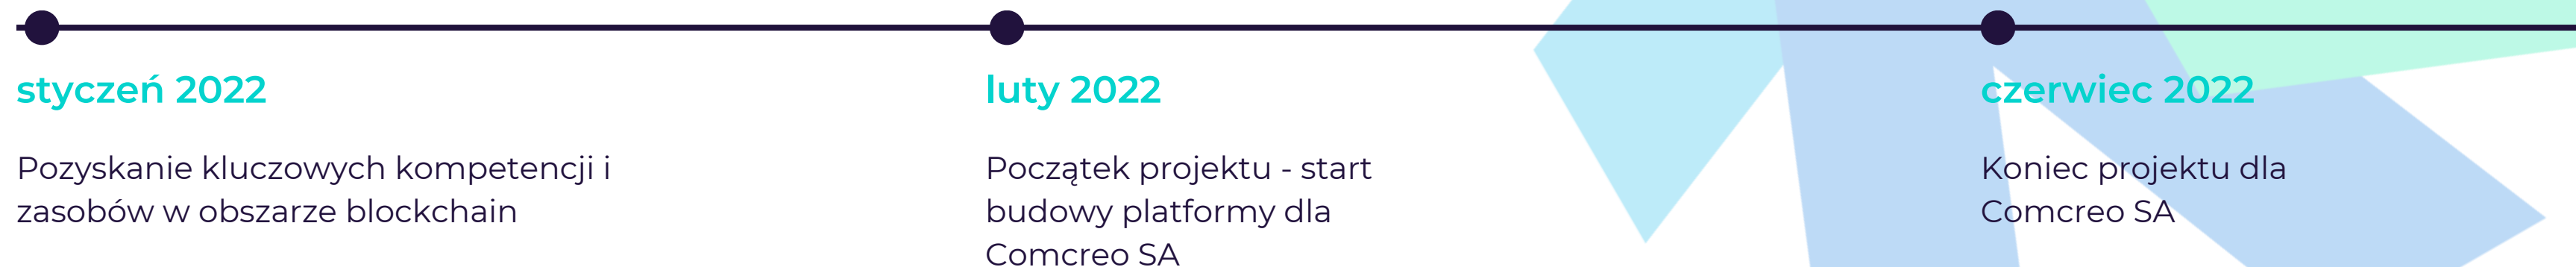 styczeń 2022
Pozyskanie kluczowych kompetencji i
zasobów w obszarze blockchain
luty 2022
Początek projektu - start
budowy platformy dla
Comcreo SA
czerwiec 2022
Koniec projektu dla
Comcreo SA